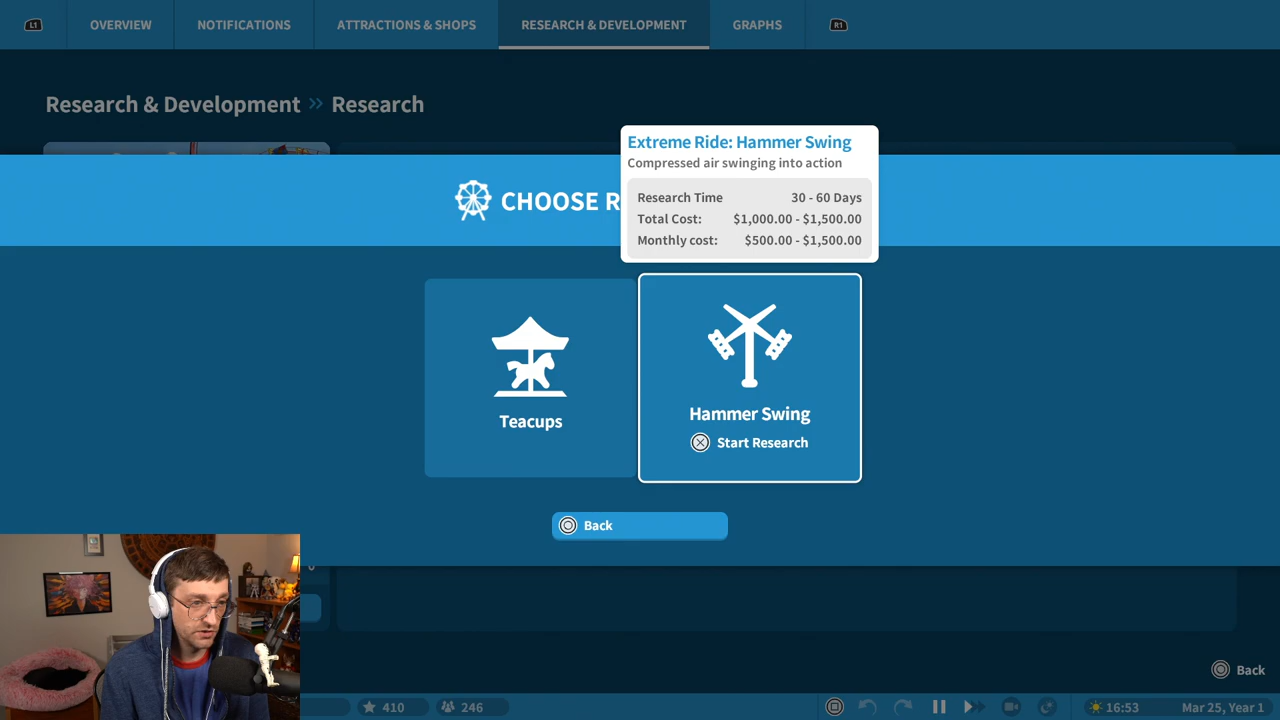 L1 OVERVIEW NOTIFICATIONS ATTRACTIONS & SHOPS RESEARCH & DEVELOPMENT GRAPHS R1
Research & Development » Research
Extreme Ride: Hammer Swing
Compressed air swinging into action
Research Time 30 - 60 Days
Total Cost: $1,000.00 - $1,500.00
Monthly cost: $500.00 - $1,500.00
CHOOSE R
Teacups
Hammer Swing
Start Research
Back
Back
410 246 16:53 Mar 25, Year 1